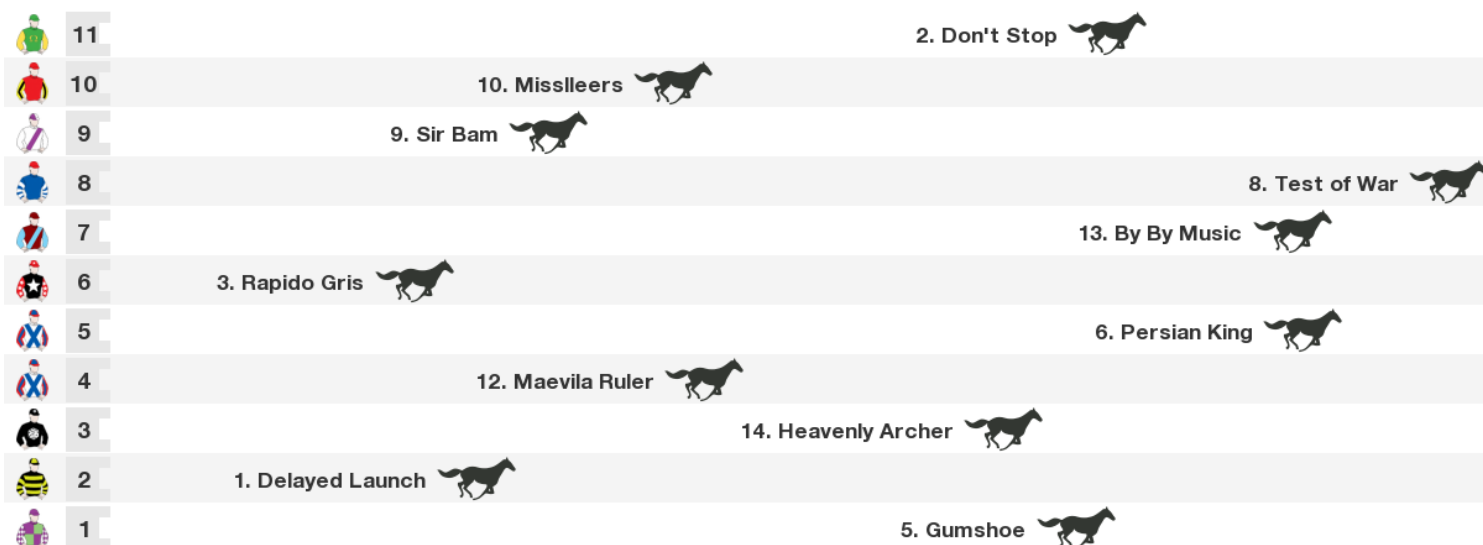 11 2. Don't Stop
10 10. Misslleers
9 9. Sir Bam
8 8. Test of War
7 13. By By Music
6 3. Rapido Gris
5 6. Persian King
4 12. Maevila Ruler
3 14. Heavenly Archer
2 1. Delayed Launch
1 5. Gumshoe